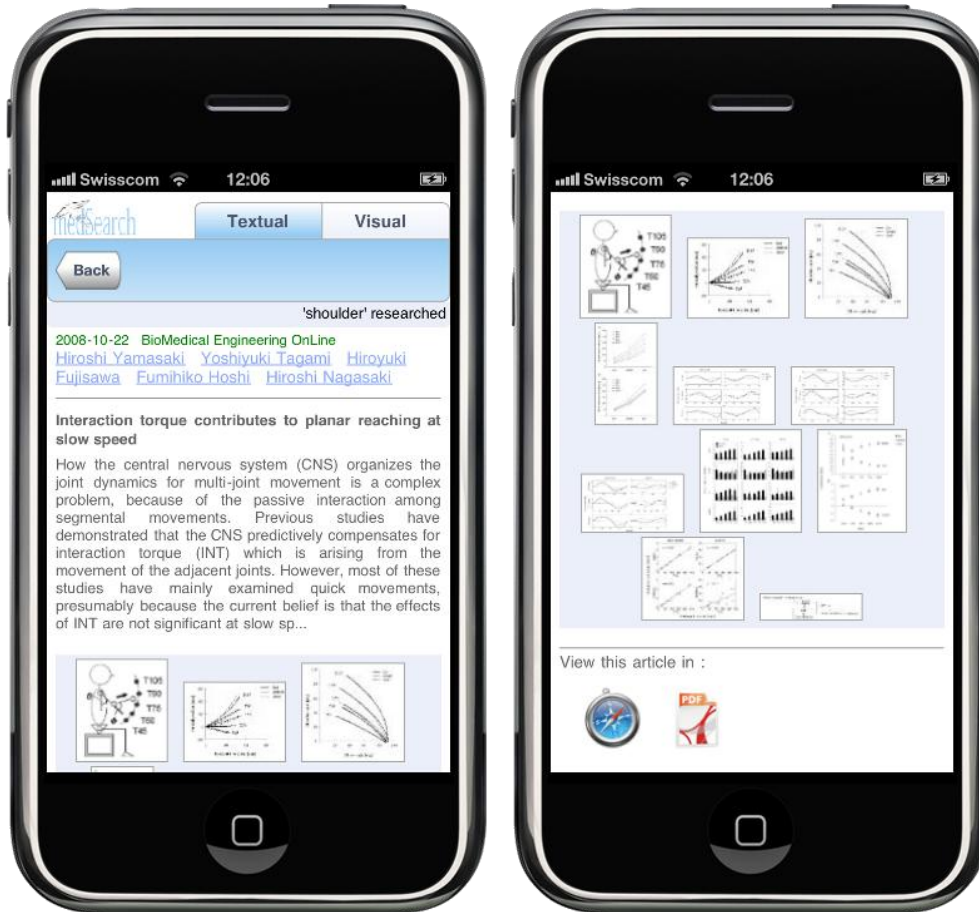 Swisscom 12:06
medSearch
Textual Visual
Back
'shoulder' researched
2008-10-22 BioMedical Engineering OnLine
Hiroshi Yamasaki Yoshiyuki Tagami Hiroyuki
Fujisawa Fumihiko Hoshi Hiroshi Nagasaki
Interaction torque contributes to planar reaching at
slow speed
How the central nervous system (CNS) organizes the
joint dynamics for multi-joint movement is a complex
problem, because of the passive interaction among
segmental movements. Previous studies have
demonstrated that the CNS predictively compensates for
interaction torque (INT) which is arising from the
movement of the adjacent joints. However, most of these
studies have mainly examined quick movements,
presumably because the current belief is that the effects
of INT are not significant at slow sp...
T105
T90
T75
T60
T45
Swisscom 12:06
T105
T90
T75
T60
T45
View this article in :
PDF